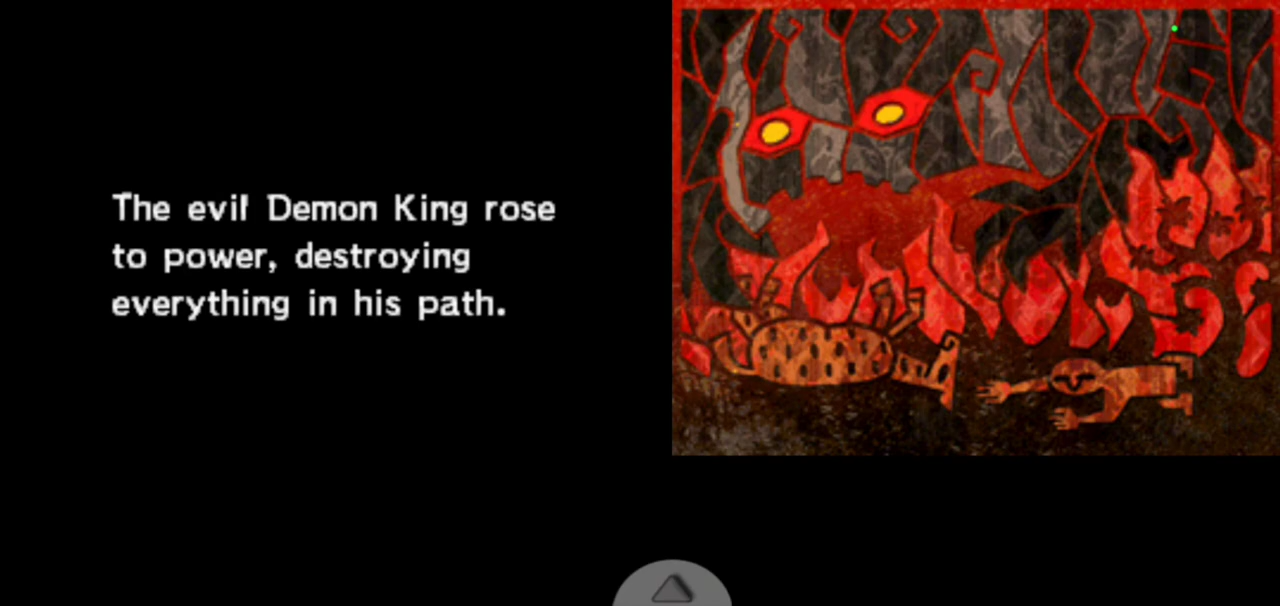 The evil Demon King rose
to power, destroying
everything in his path.